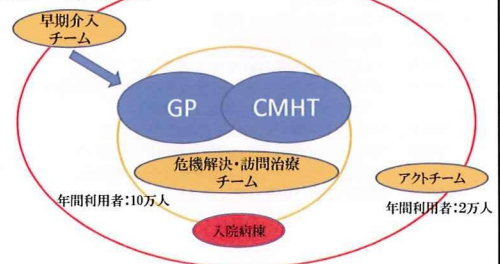 早期介入
チーム
GP
CMHT
危機解決・訪問治療
チーム
年間利用者:10万人
アクトチーム
年間利用者:2万人
入院病棟